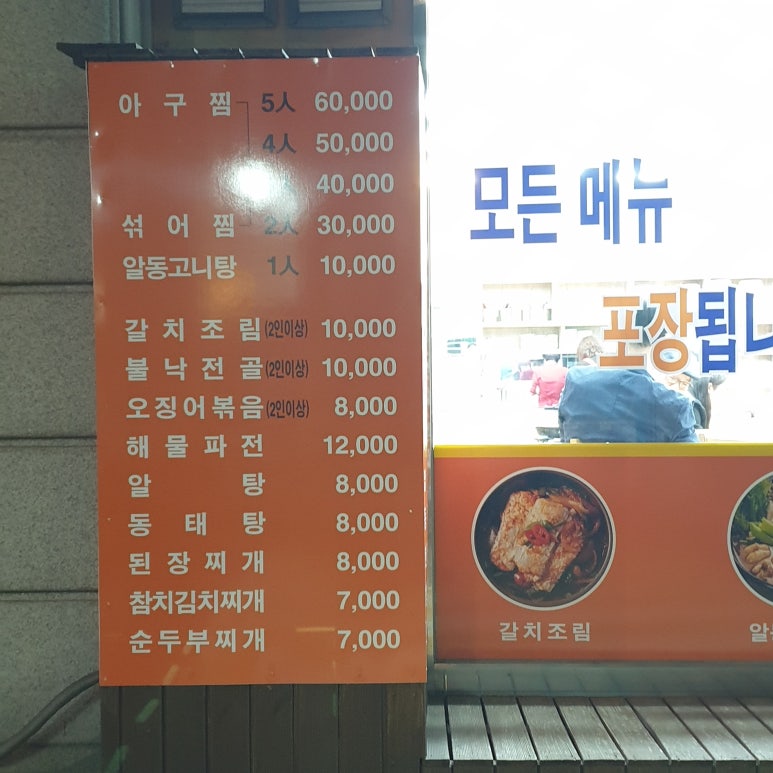 아구찜 5人 60,000
4人 50,000
40,000
섞어찜 2人 30,000
알동고니탕 1人 10,000
갈치조림(2인이상) 10,000
불낙전골(2인이상) 10,000
오징어볶음(2인이상) 8,000
해물파전 12,000
알탕 8,000
동태탕 8,000
된장찌개 8,000
참치김치찌개 7,000
순두부찌개 7,000
모든 메뉴
포장됩니
갈치조림
알